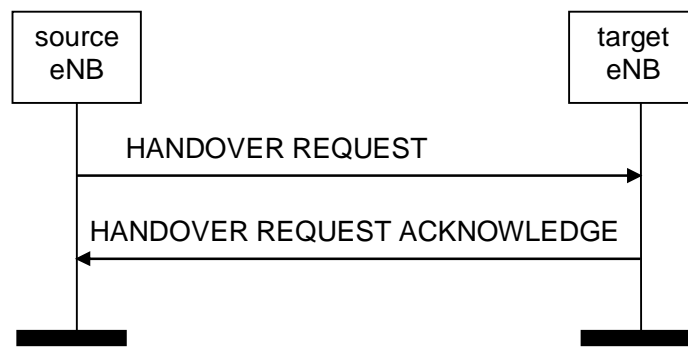 source
eNB
target
eNB
HANDOVER REQUEST
HANDOVER REQUEST ACKNOWLEDGE